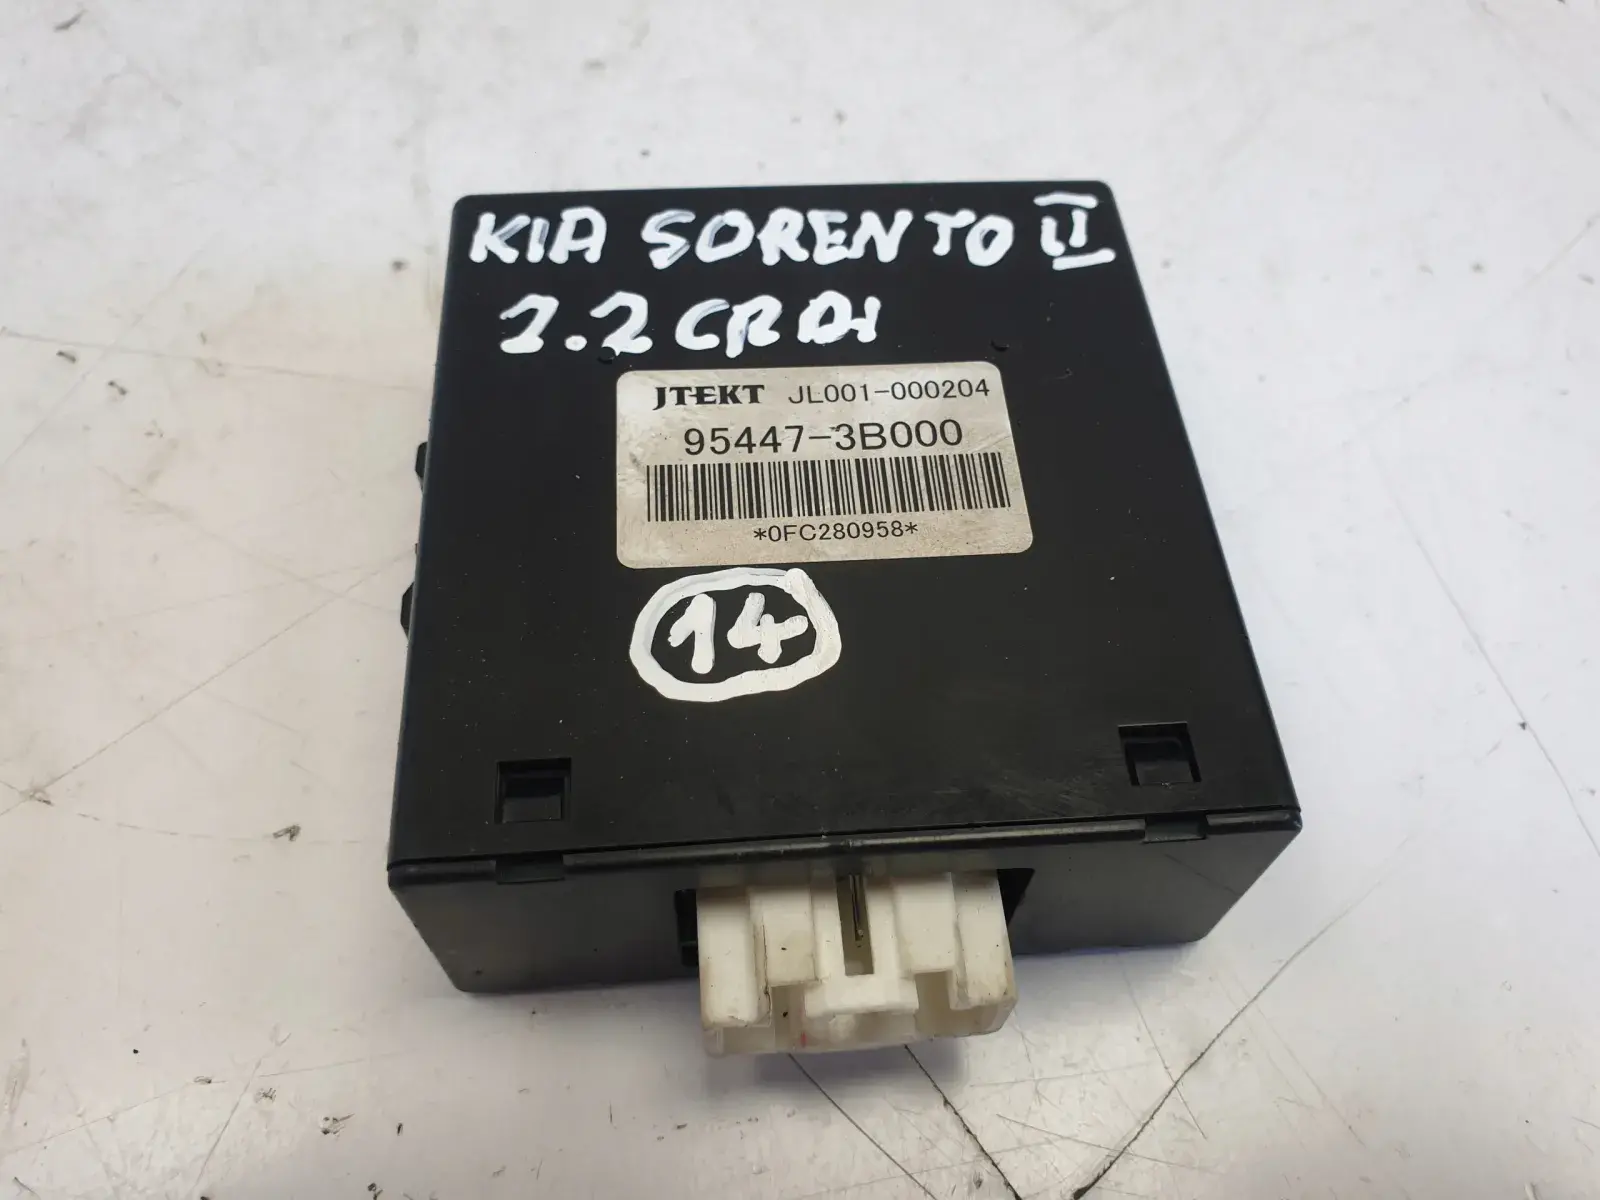 KIA SORENTO II
2.2 CRDI
JTEKT JL001-000204
95447-3B000
*0FC280958*
14